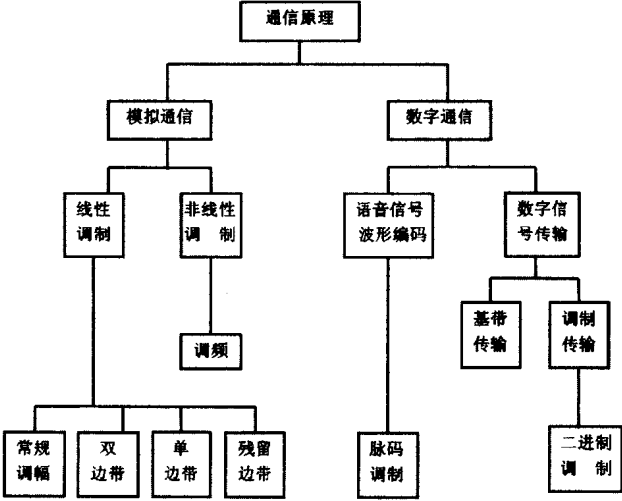 通信原理
模拟通信
数字通信
线性
调制
非线性
调 制
语音信号
波形编码
数字信
号传输
调频
基带
传输
调制
传输
常规
调幅
双
边带
单
边带
残留
边带
脉码
调制
二进制
调 制